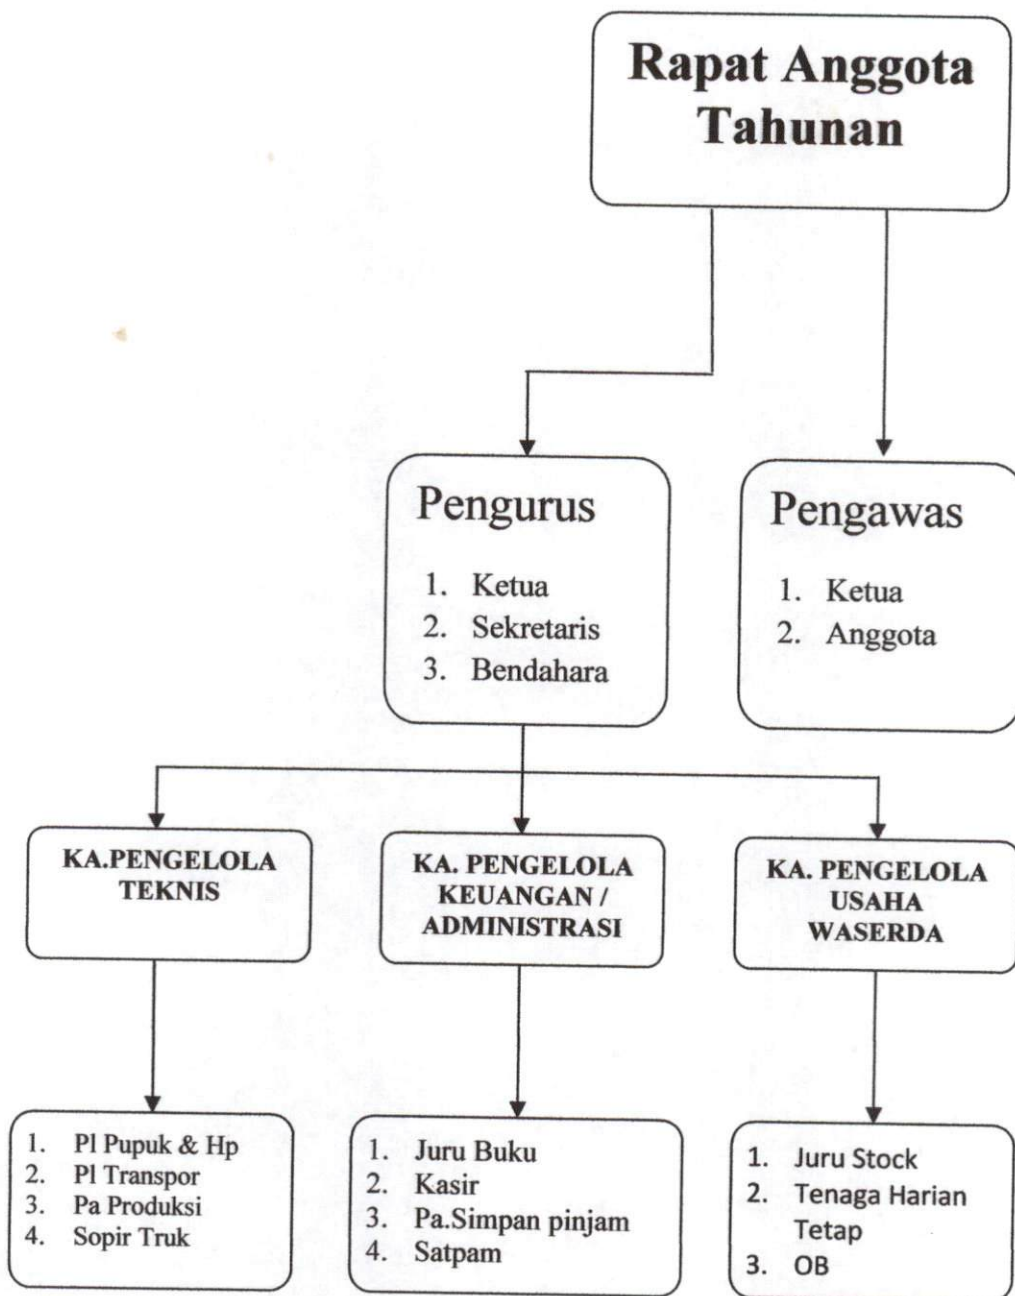 Rapat Anggota
Tahunan
Pengurus
1. Ketua
2. Sekretaris
3. Bendahara
Pengawas
1. Ketua
2. Anggota
KA.PENGELOLA
TEKNIS
KA. PENGELOLA
KEUANGAN /
ADMINISTRASI
KA. PENGELOLA
USAHA
WASERDA
1. Pl Pupuk & Hp
2. Pl Transpor
3. Pa Produksi
4. Sopir Truk
1. Juru Buku
2. Kasir
3. Pa.Simpan pinjam
4. Satpam
1. Juru Stock
2. Tenaga Harian
Tetap
3. OB